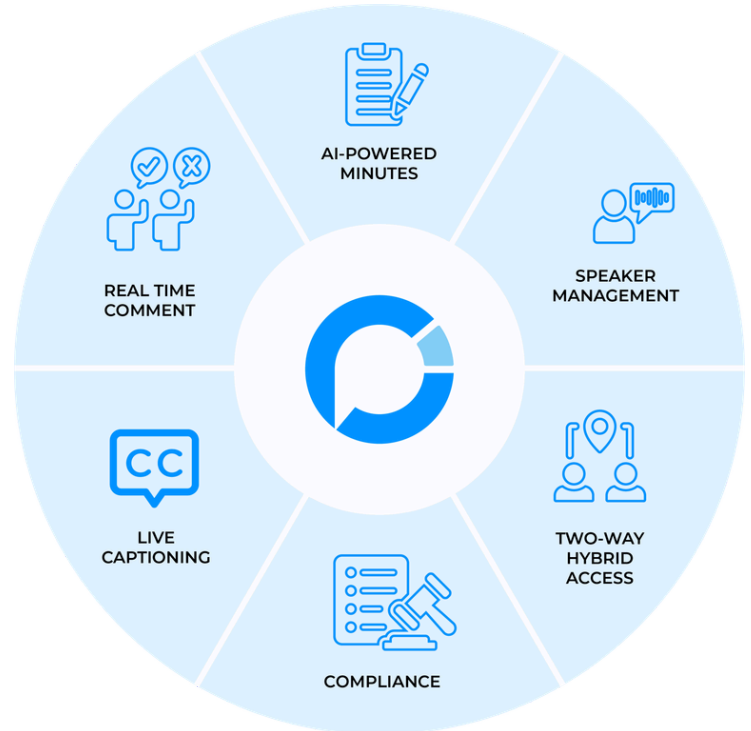 AI-POWERED
MINUTES
SPEAKER
MANAGEMENT
TWO-WAY
HYBRID
ACCESS
COMPLIANCE
LIVE
CAPTIONING
CC
REAL TIME
COMMENT